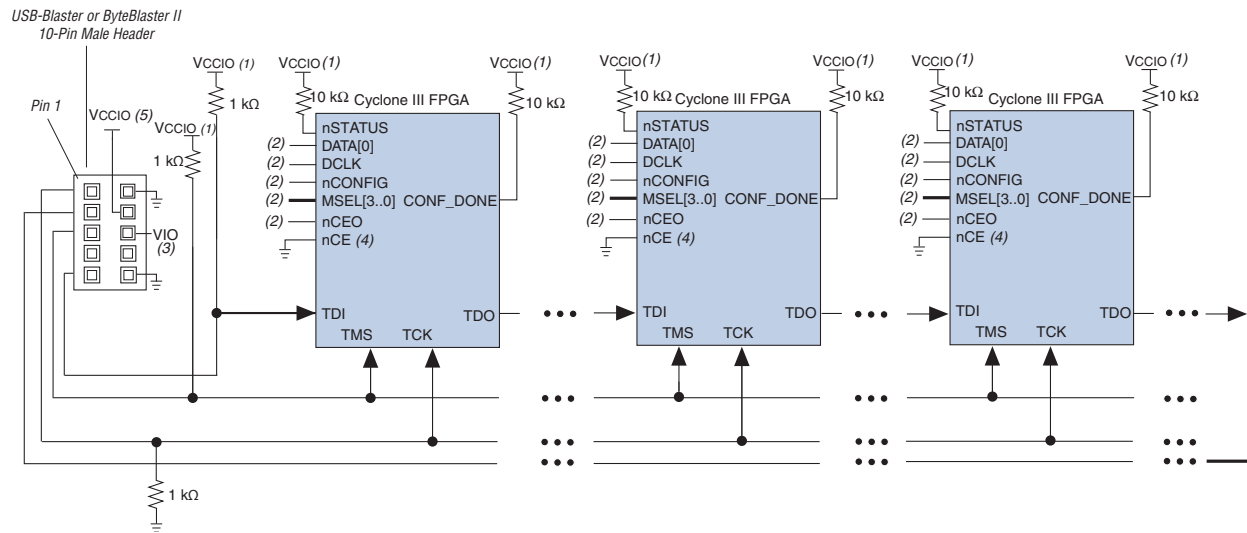 USB-Blaster or ByteBlaster II
10-Pin Male Header
Pin 1
VCCIO (5)
VCCIO (1)
1 kΩ
VCCIO (1)
1 kΩ
VIO
(3)
1 kΩ
VCCIO (1)
10 kΩ
Cyclone III FPGA
VCCIO (1)
10 kΩ
nSTATUS
(2) DATA[0]
(2) DCLK
(2) nCONFIG
(2) MSEL[3..0] CONF_DONE
(2) nCEO
nCE (4)
TDI TDO
TMS TCK
VCCIO (1)
10 kΩ
Cyclone III FPGA
VCCIO (1)
10 kΩ
nSTATUS
(2) DATA[0]
(2) DCLK
(2) nCONFIG
(2) MSEL[3..0] CONF_DONE
(2) nCEO
nCE (4)
TDI TDO
TMS TCK
VCCIO (1)
10 kΩ
Cyclone III FPGA
VCCIO (1)
10 kΩ
nSTATUS
(2) DATA[0]
(2) DCLK
(2) nCONFIG
(2) MSEL[3..0] CONF_DONE
(2) nCEO
nCE (4)
TDI TDO
TMS TCK